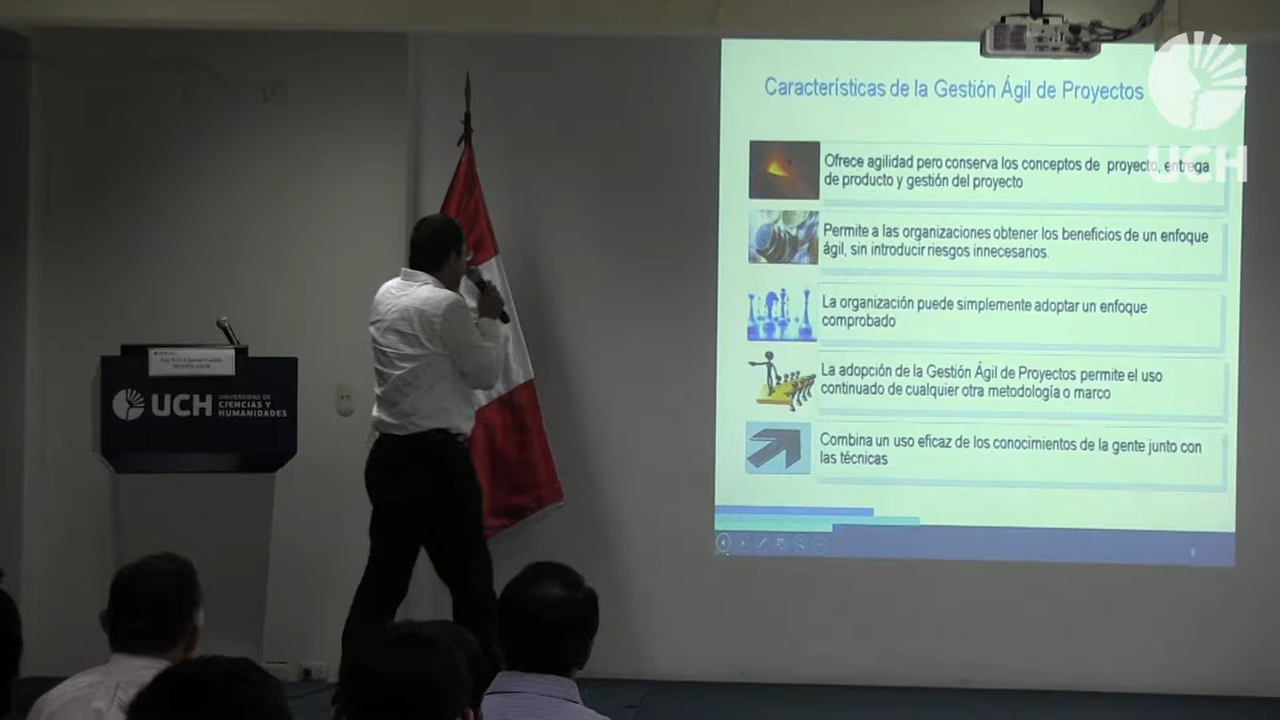 Características de la Gestión Ágil de Proyectos
Ofrece agilidad pero conserva los conceptos de proyecto, entrega
de producto y gestión del proyecto
Permite a las organizaciones obtener los beneficios de un enfoque
ágil, sin introducir riesgos innecesarios.
La organización puede simplemente adoptar un enfoque
comprobado
La adopción de la Gestión Ágil de Proyectos permite el uso
continuado de cualquier otra metodología o marco
Combina un uso eficaz de los conocimientos de la gente junto con
las técnicas
UCH
UCH
UNIVERSIDAD DE
CIENCIAS Y
HUMANIDADES